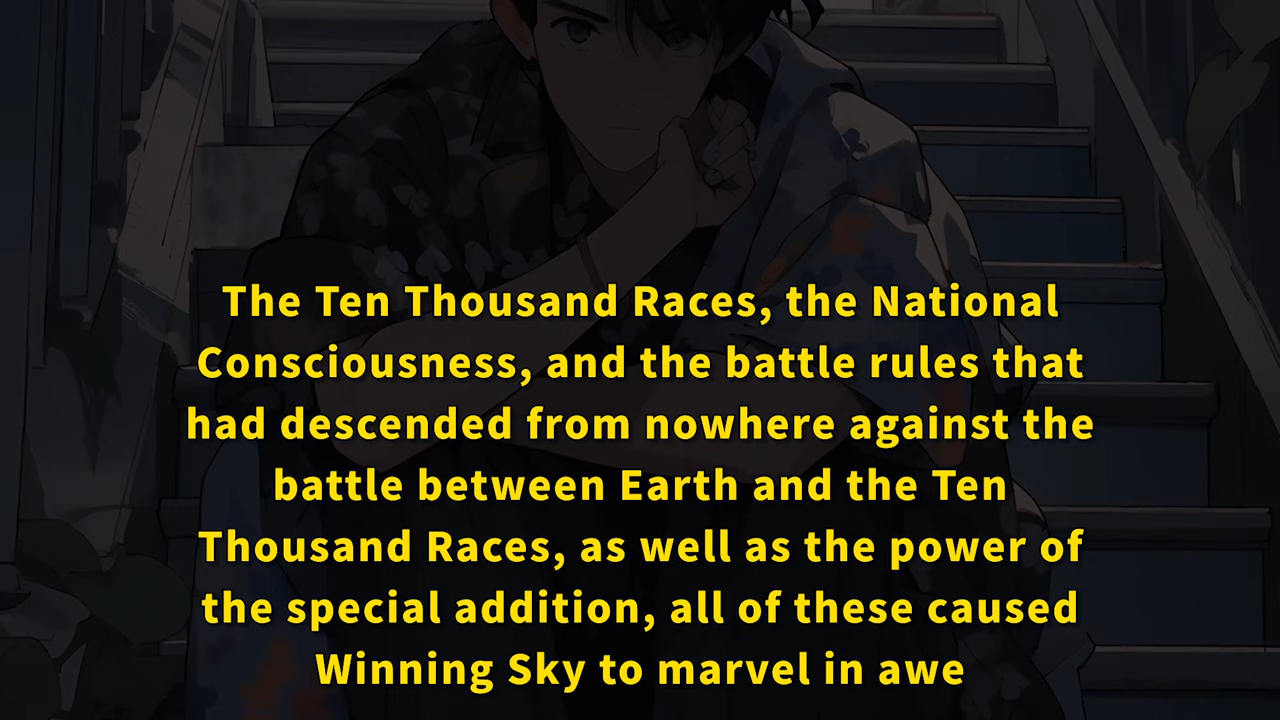 The Ten Thousand Races, the National
Consciousness, and the battle rules that
had descended from nowhere against the
battle between Earth and the Ten
Thousand Races, as well as the power of
the special addition, all of these caused
Winning Sky to marvel in awe